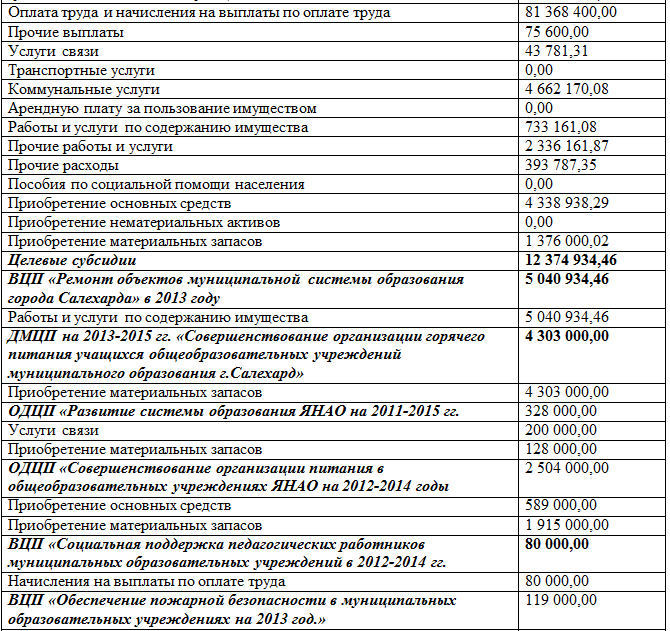 Оплата труда и начисления на выплаты по оплате труда 81 368 400,00
Прочие выплаты 75 600,00
Услуги связи 43 781,31
Транспортные услуги 0,00
Коммунальные услуги 4 662 170,08
Арендную плату за пользование имуществом 0,00
Работы и услуги по содержанию имущества 733 161,08
Прочие работы и услуги 2 336 161,87
Прочие расходы 393 787,35
Пособия по социальной помощи населения 0,00
Приобретение основных средств 4 338 938,29
Приобретение нематериальных активов 0,00
Приобретение материальных запасов 1 376 000,02
Целевые субсидии 12 374 934,46
ВЦП «Ремонт объектов муниципальной системы образования 5 040 934,46
города Салехарда» в 2013 году
Работы и услуги по содержанию имущества 5 040 934,46
ДМЦП на 2013-2015 гг. «Совершенствование организации горячего 4 303 000,00
питания учащихся общеобразовательных учреждений
муниципального образования г.Салехард»
Приобретение материальных запасов 4 303 000,00
ОДЦП «Развитие системы образования ЯНАО на 2011-2015 гг. 328 000,00
Услуги связи 200 000,00
Приобретение материальных запасов 128 000,00
ОДЦП «Совершенствование организации питания в 2 504 000,00
общеобразовательных учреждениях ЯНАО на 2012-2014 годы
Приобретение основных средств 589 000,00
Приобретение материальных запасов 1 915 000,00
ВЦП «Социальная поддержка педагогических работников 80 000,00
муниципальных образовательных учреждений в 2012-2014 гг.
Начисления на выплаты по оплате труда 80 000,00
ВЦП «Обеспечение пожарной безопасности в муниципальных 119 000,00
образовательных учреждениях на 2013 год.»